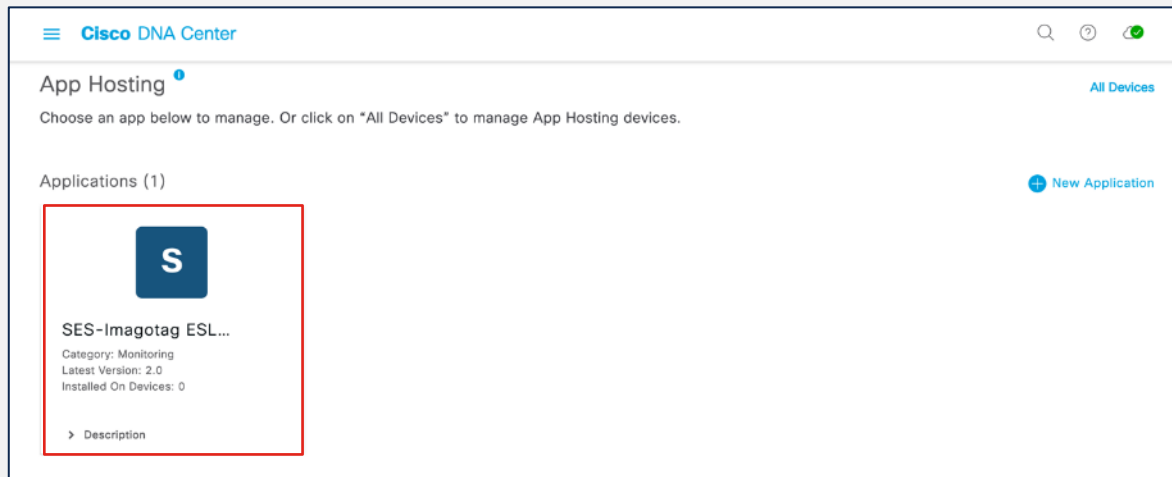 Cisco DNA Center
App Hosting
All Devices
Choose an app below to manage. Or click on "All Devices" to manage App Hosting devices.
Applications (1)
New Application
S
SES-Imagotag ESL...
Category: Monitoring
Latest Version: 2.0
Installed On Devices: 0
Description